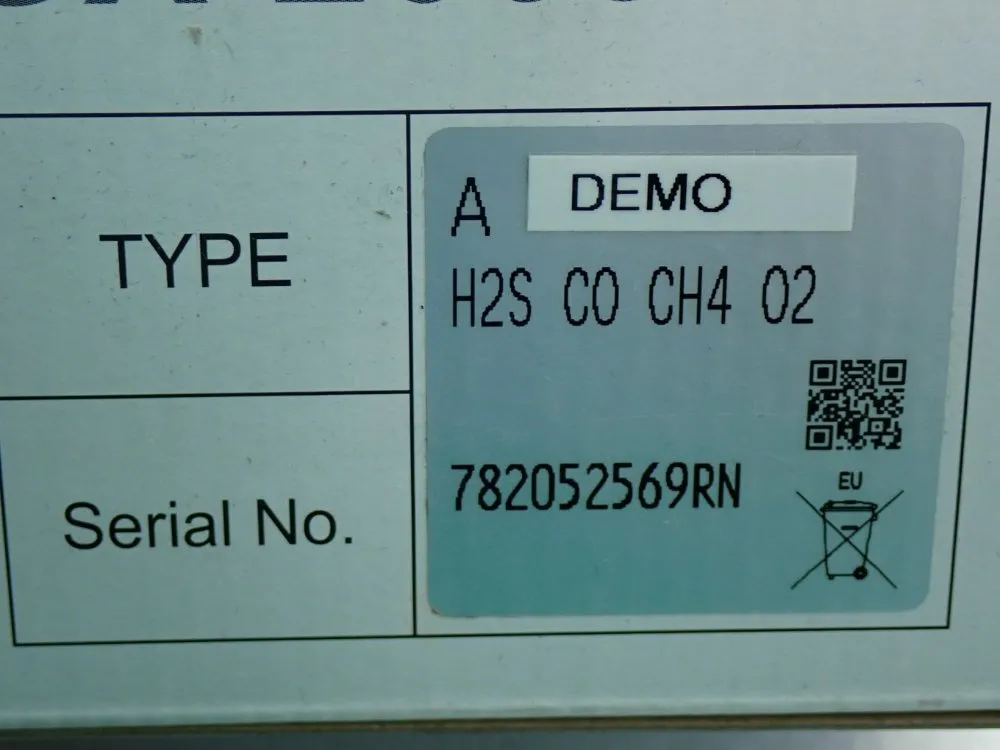 TYPE
A DEMO
H2S CO CH4 O2
Serial No.
782052569RN
EU